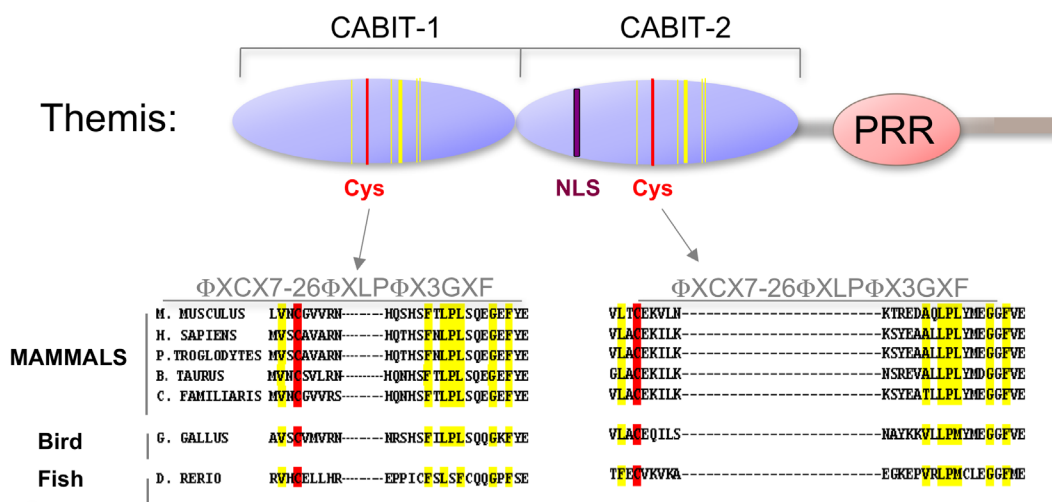 CABIT-1 CABIT-2
Themis: PRR
Cys NLS Cys
ΦXCX7-26ΦXLPΦX3GXF ΦXCX7-26ΦXLPΦX3GXF
MAMMALS
M. MUSCULUS LVNCGVVRN-------HQSHSFTLPLSQEGEFYE VLTCEKVLN--------------------KTREDAQLPLYMEGGFVE
H. SAPIENS MVSCAVARN-------HQTHSFNLPLSQEGEFYE VLACEKILK--------------------KSYEAALLPLYMEGGFVE
P.TROGLODYTES MVSCAVARN-------HQTHSFNLPLSQEGEFYE VLACEKILK--------------------KSYEAALLPLYMEGGFVE
B. TAURUS MVNCSVLRN-------HQNHSFTLPLSQEGEFYE GLACEKILK--------------------NSREVALLPLYMDGGFVE
C. FAMILIARIS MVNCGVVRS-------HQNHSFTLPLSQEGEFYE VLACEKILK--------------------KSYEATLLPLYMEGGFVE
Bird G. GALLUS AVSCVMVRN-------NRSHSFILPLSQQGKFYE VLACEQILS--------------------NAYKKVLLPMYMEGGFVE
Fish D. RERIO RVHCELLHR-------EPPICFSLSFCQQGPFSE TFECVKVKA--------------------EGKEPVRLPMCLEGGFME